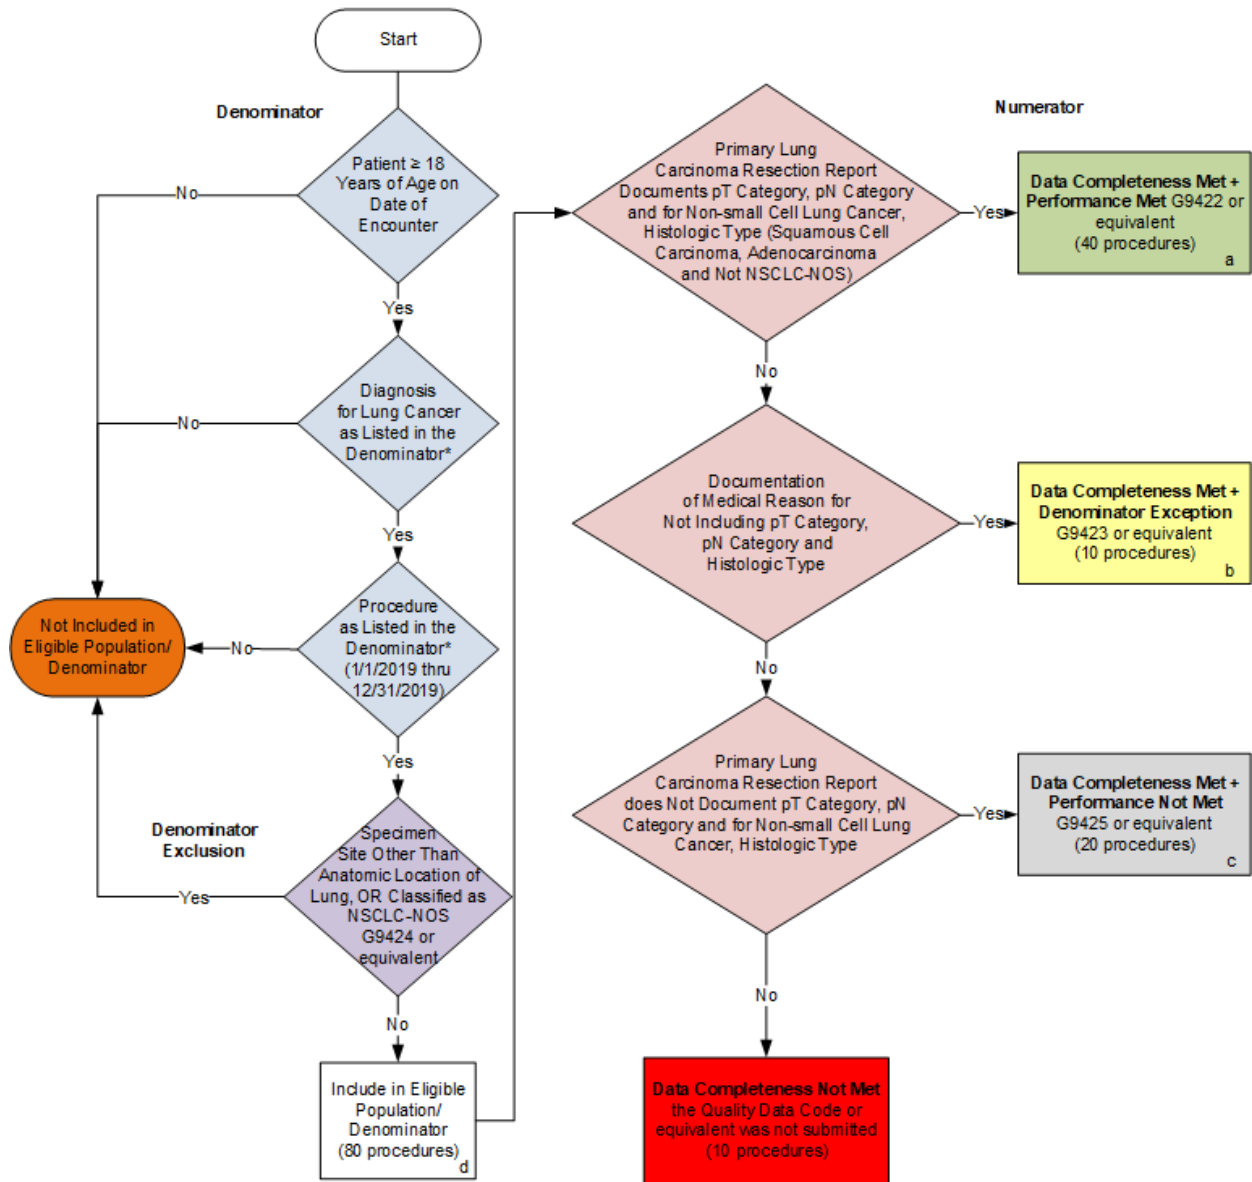 Start
Denominator
Patient ≥ 18
Years of Age on
Date of
Encounter
No
Yes
Diagnosis
for Lung Cancer
as Listed in the
Denominator*
No
Yes
Procedure
as Listed in the
Denominator*
(1/1/2019 thru
12/31/2019)
No
Not Included in
Eligible Population/
Denominator
Yes
Denominator
Exclusion
Specimen
Site Other Than
Anatomic Location of
Lung, OR Classified as
NSCLC-NOS
G9424 or
equivalent
Yes
No
Include in Eligible
Population/
Denominator
(80 procedures)
d
Numerator
Primary Lung
Carcinoma Resection Report
Documents pT Category, pN Category
and for Non-small Cell Lung Cancer,
Histologic Type (Squamous Cell
Carcinoma, Adenocarcinoma
and Not NSCLC-NOS)
Yes
Data Completeness Met +
Performance Met G9422 or
equivalent
(40 procedures)
a
No
Documentation
of Medical Reason for
Not Including pT Category,
pN Category and
Histologic Type
Yes
Data Completeness Met +
Denominator Exception
G9423 or equivalent
(10 procedures)
b
No
Primary Lung
Carcinoma Resection Report
does Not Document pT Category, pN
Category and for Non-small Cell Lung
Cancer, Histologic Type
Yes
Data Completeness Met +
Performance Not Met
G9425 or equivalent
(20 procedures)
c
No
Data Completeness Not Met
the Quality Data Code or
equivalent was not submitted
(10 procedures)